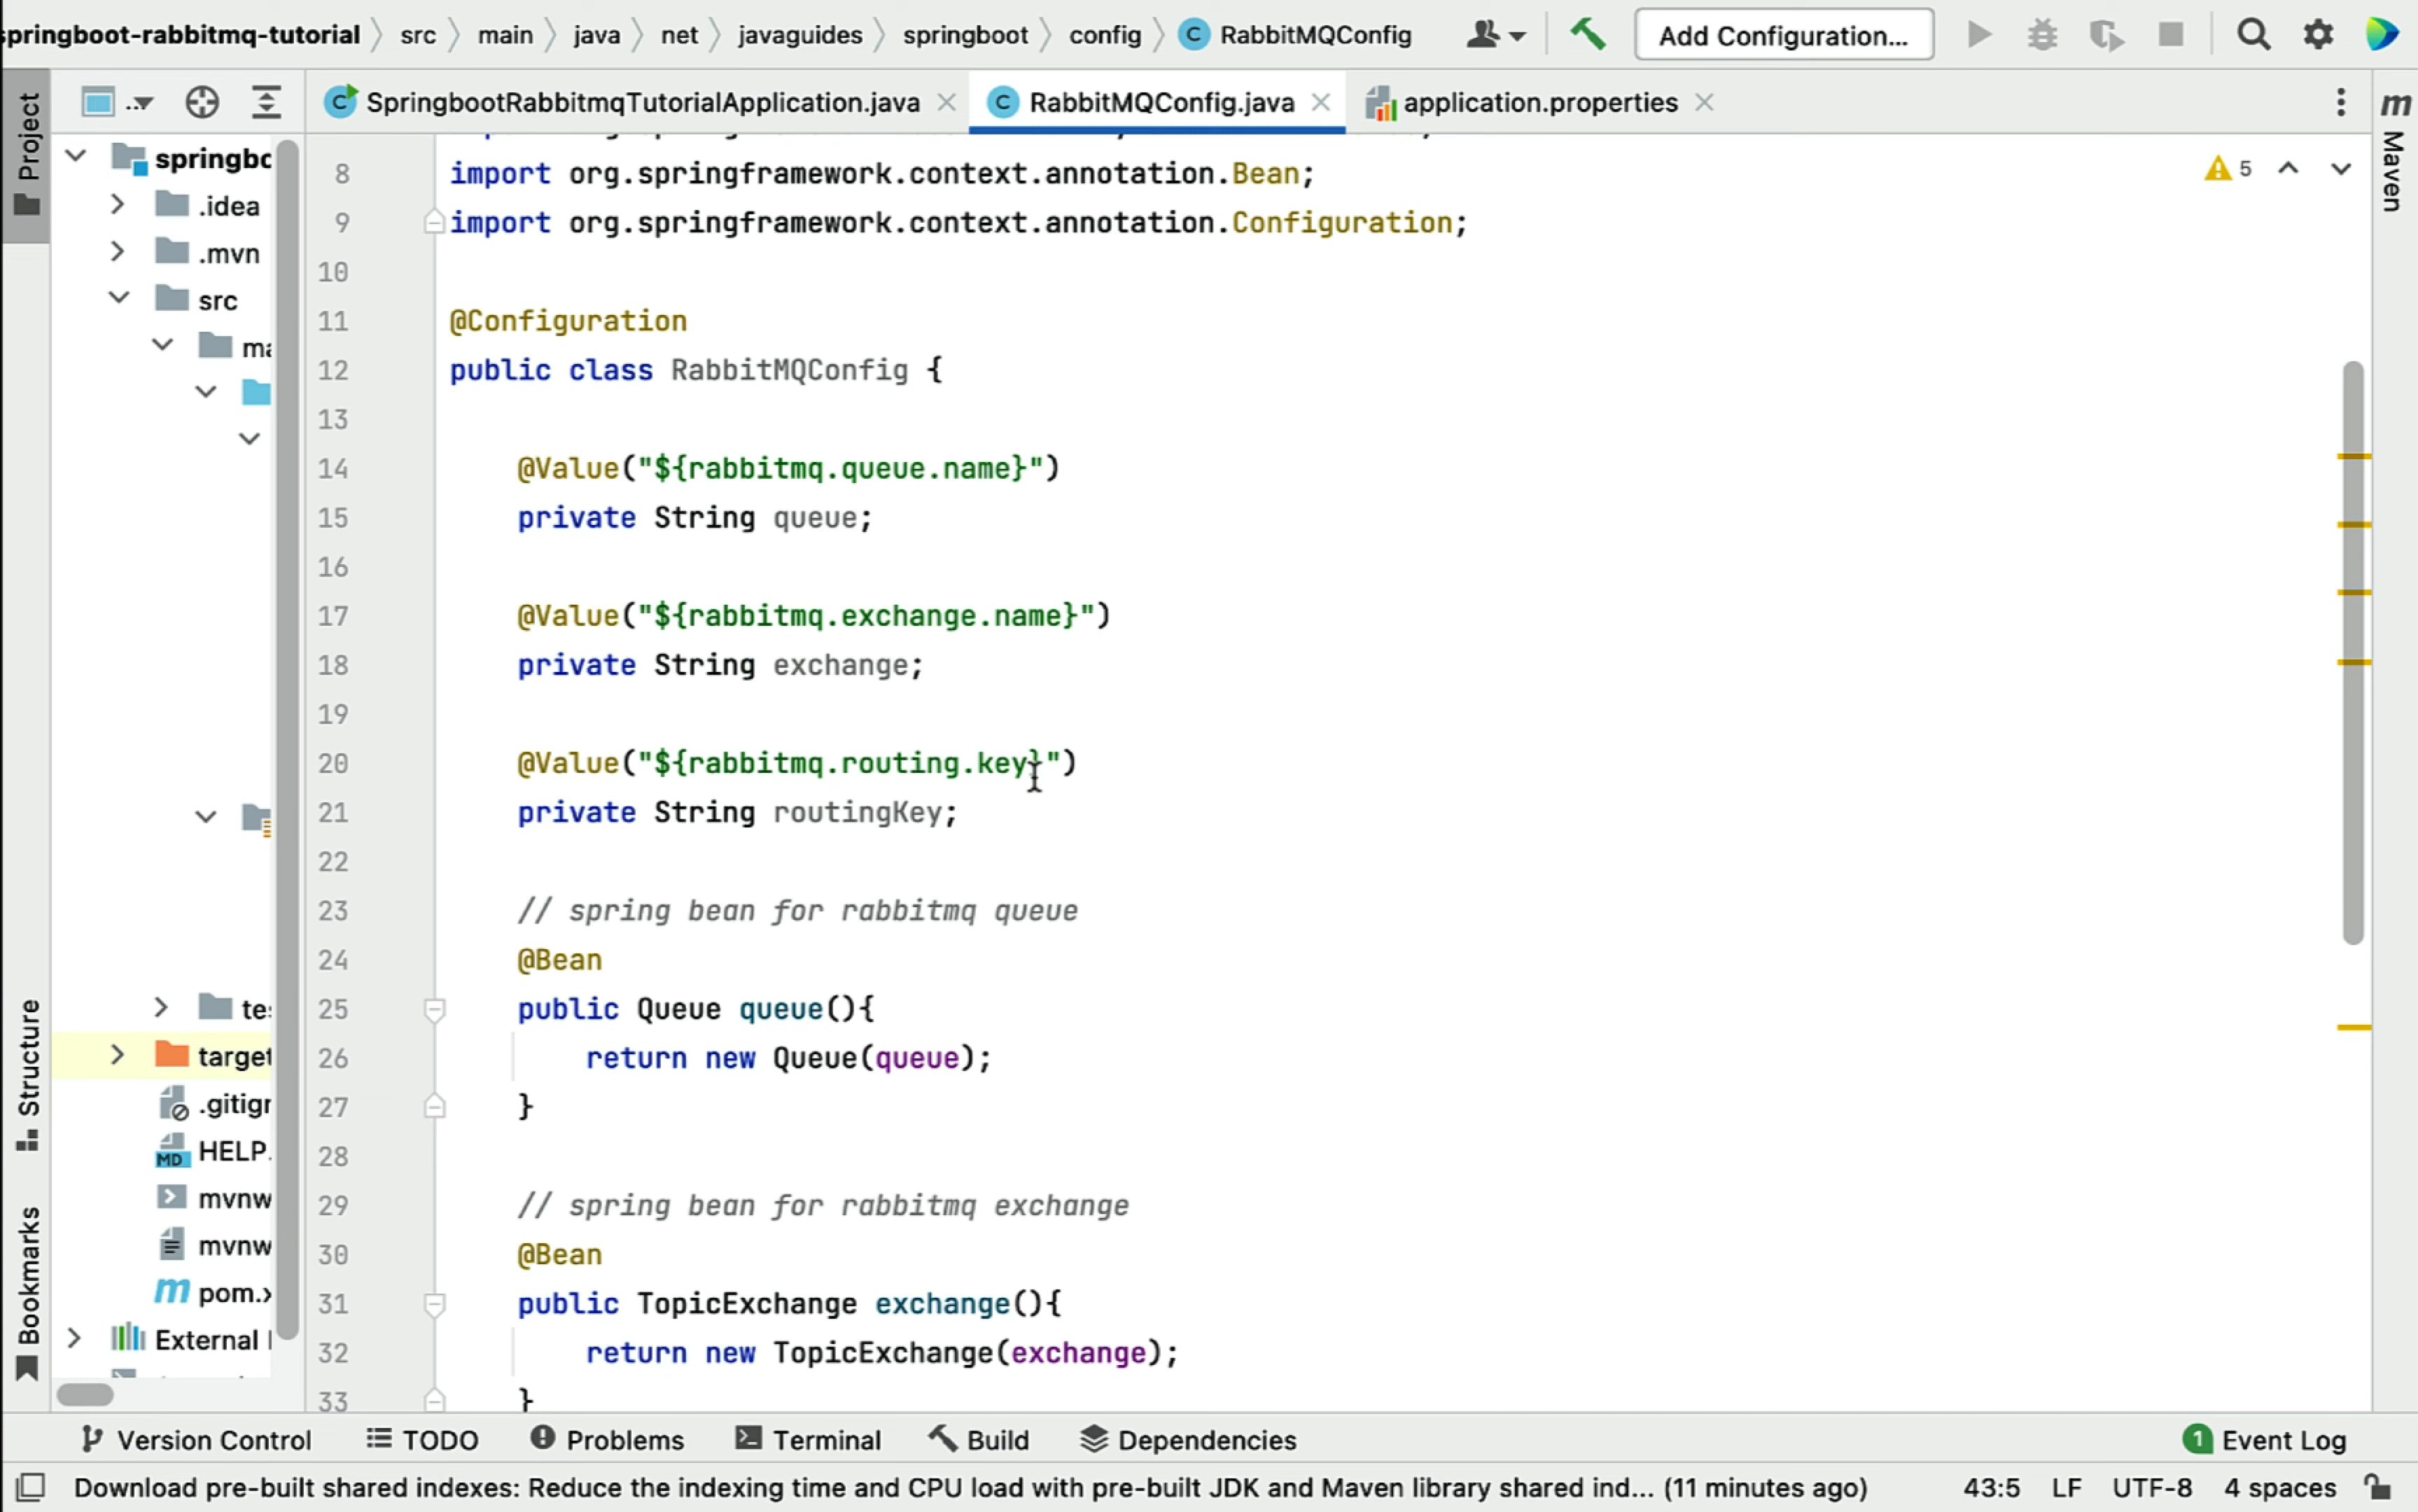 springboot-rabbitmq-tutorial src main java net javaguides springboot config RabbitMQConfig Add Configuration...
SpringbootRabbitmqTutorialApplication.java RabbitMQConfig.java application.properties
Project
Structure
Bookmarks
m Maven
springbo
.idea
.mvn
src
ma
tes
target
.gitigr
MD HELP.
mvnw
mvnw
m pom.x
External l
5
8 import org.springframework.context.annotation.Bean;
9 import org.springframework.context.annotation.Configuration;
10
11 @Configuration
12 public class RabbitMQConfig {
13
14 @Value("${rabbitmq.queue.name}")
15 private String queue;
16
17 @Value("${rabbitmq.exchange.name}")
18 private String exchange;
19
20 @Value("${rabbitmq.routing.key}")
21 private String routingKey;
22
23 // spring bean for rabbitmq queue
24 @Bean
25 public Queue queue(){
26 return new Queue(queue);
27 }
28
29 // spring bean for rabbitmq exchange
30 @Bean
31 public TopicExchange exchange(){
32 return new TopicExchange(exchange);
33 }
Version Control TODO Problems Terminal Build Dependencies 1 Event Log
Download pre-built shared indexes: Reduce the indexing time and CPU load with pre-built JDK and Maven library shared ind... (11 minutes ago) 43:5 LF UTF-8 4 spaces